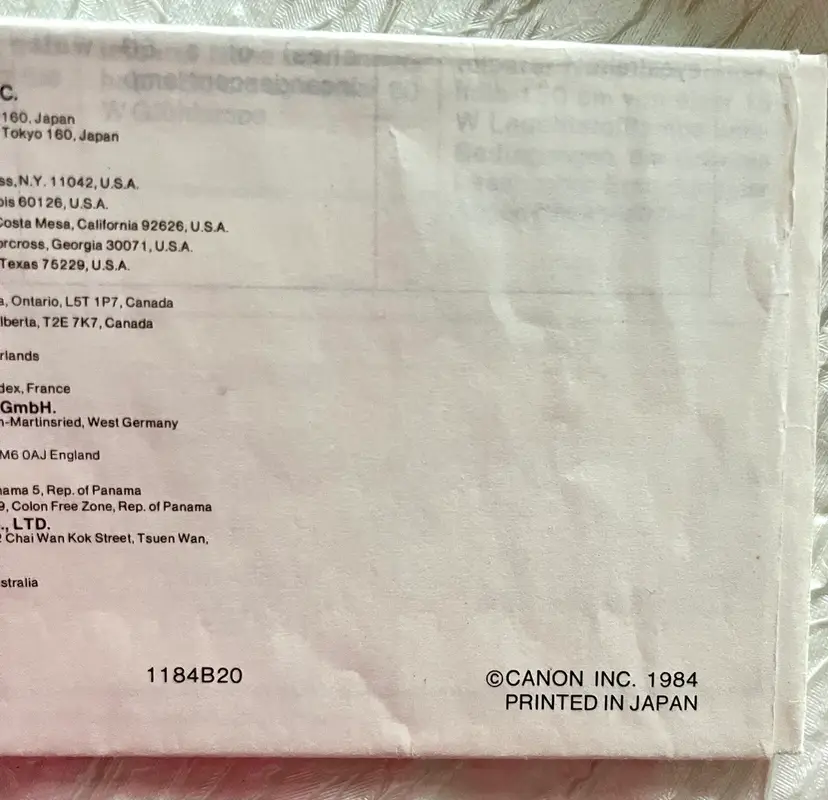 C.
160, Japan
Tokyo 160, Japan
ss, N.Y. 11042, U.S.A.
ois 60126, U.S.A.
Costa Mesa, California 92626, U.S.A.
orcross, Georgia 30071, U.S.A.
Texas 75229, U.S.A.
a, Ontario, L5T 1P7, Canada
lberta, T2E 7K7, Canada
rlands
dex, France
GmbH.
n-Martinsried, West Germany
M6 0AJ England
nama 5, Rep. of Panama
9, Colon Free Zone, Rep. of Panama
., LTD.
2 Chai Wan Kok Street, Tsuen Wan,
stralia
1184B20
©CANON INC. 1984
PRINTED IN JAPAN